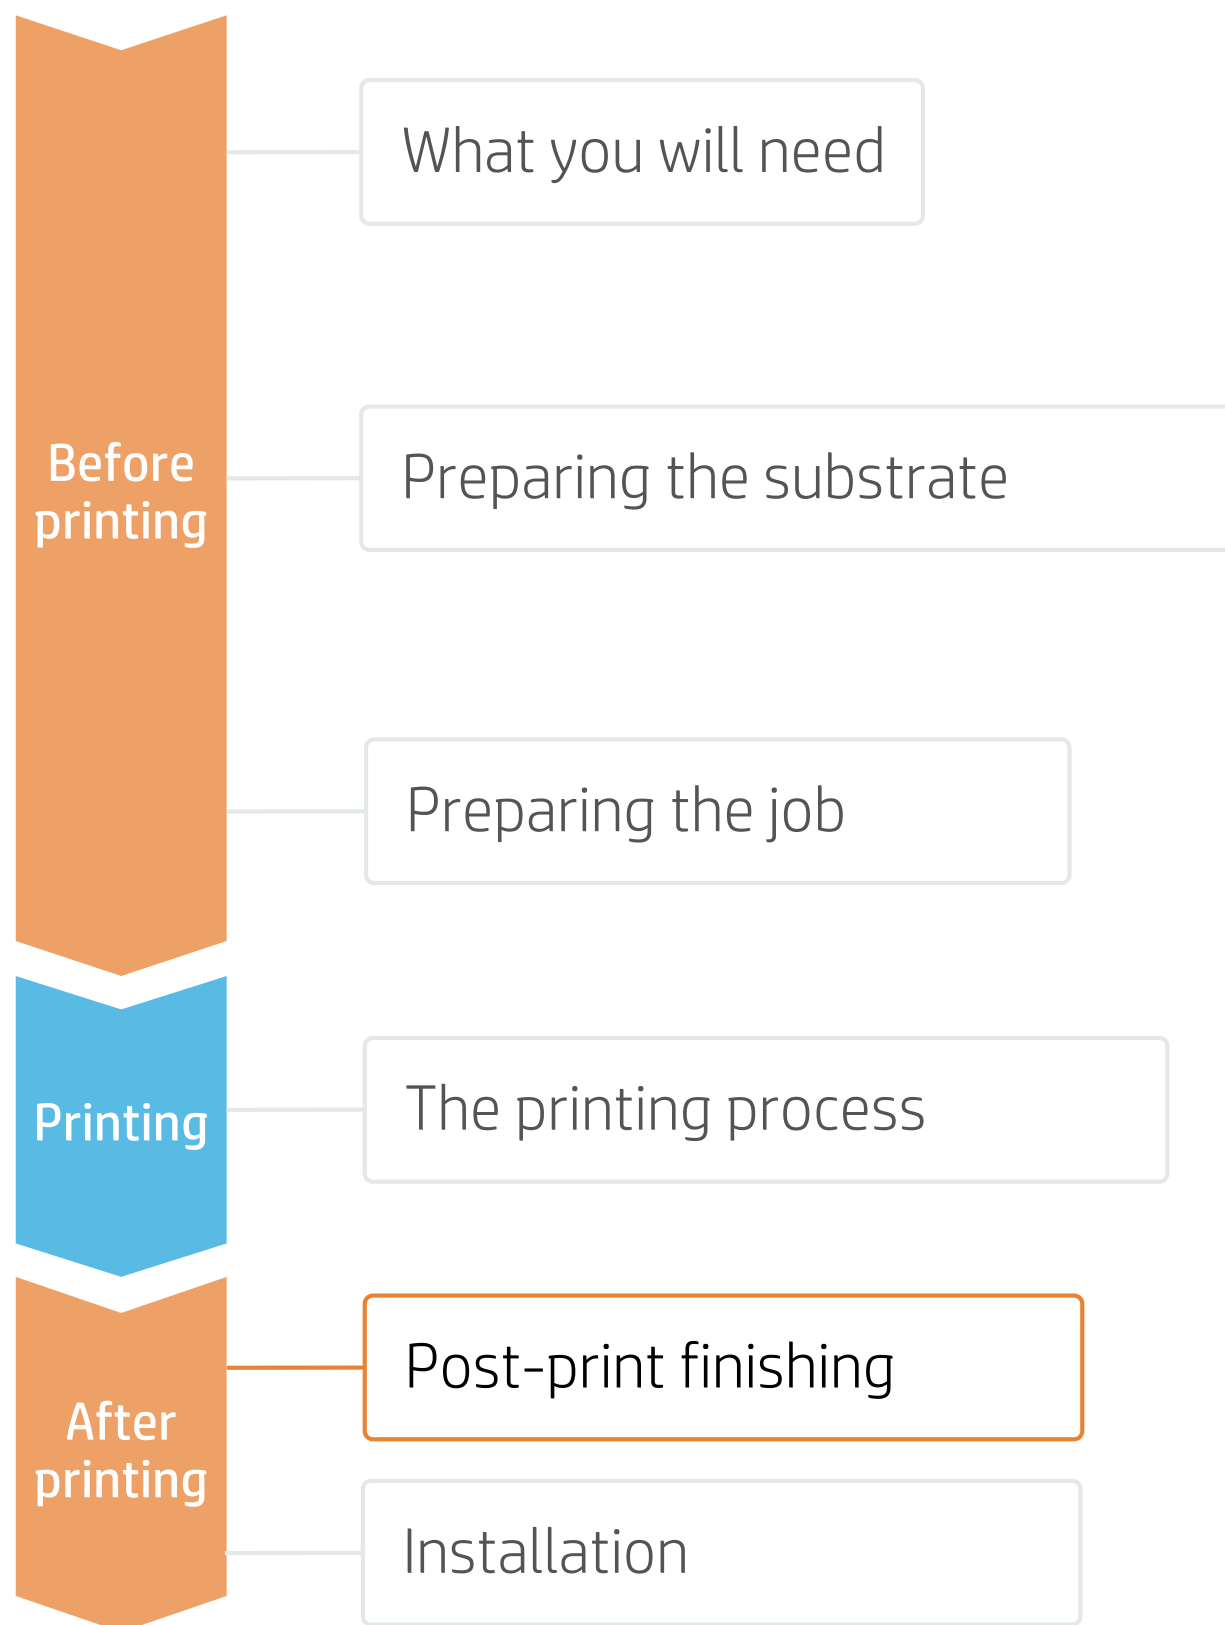 What you will need
Preparing the substrate
Before
printing
Preparing the job
The printing process
Printing
Post-print finishing
After
printing
Installation